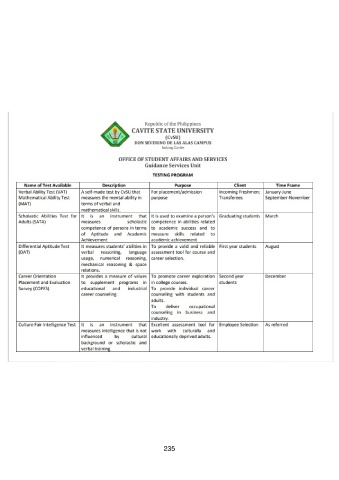 Republic of the Philippines
CAVITE STATE UNIVERSITY
(CvSU)
DON SEVERINO DE LAS ALAS CAMPUS
Indang, Cavite
OFFICE OF STUDENT AFFAIRS AND SERVICES
Guidance Services Unit
TESTING PROGRAM
Name of Test Available Description Purpose Client Time Frame
Verbal Ability Test (VAT) A self-made test by CvSU that For placement/admission Incoming Freshmen; January-June
Mathematical Ability Test measures the mental ability in purpose Transferees September-November
(MAT) terms of verbal and
mathematical skills.
Scholastic Abilities Test for It is an instrument that It is used to examine a person's Graduating students March
Adults (SATA) measures scholastic competence in abilities related
competence of persons in terms to academic success and to
of Aptitude and Academic measure skills related to
Achievement academic achievement
Differential Aptitude Test It measures students' abilities in To provide a valid and reliable First year students August
(DAT) verbal reasoning, language assessment tool for course and
usage, numerical reasoning, career selection.
mechanical reasoning & space
relations.
Career Orientation It provides a measure of values To promote career exploration Second year December
Placement and Evaluation to supplement programs in in college courses. students
Survey (COPES) educational and industrial To provide individual career
career counseling. counseling with students and
adults.
To deliver occupational
counseling in business and
industry.
Culture Fair Intelligence Test It is an instrument that Excellent assessment tool for Employee Selection As referred
measures intelligence that is not work with culturally and
influenced by cultural educationally deprived adults.
background or scholastic and
verbal training
235